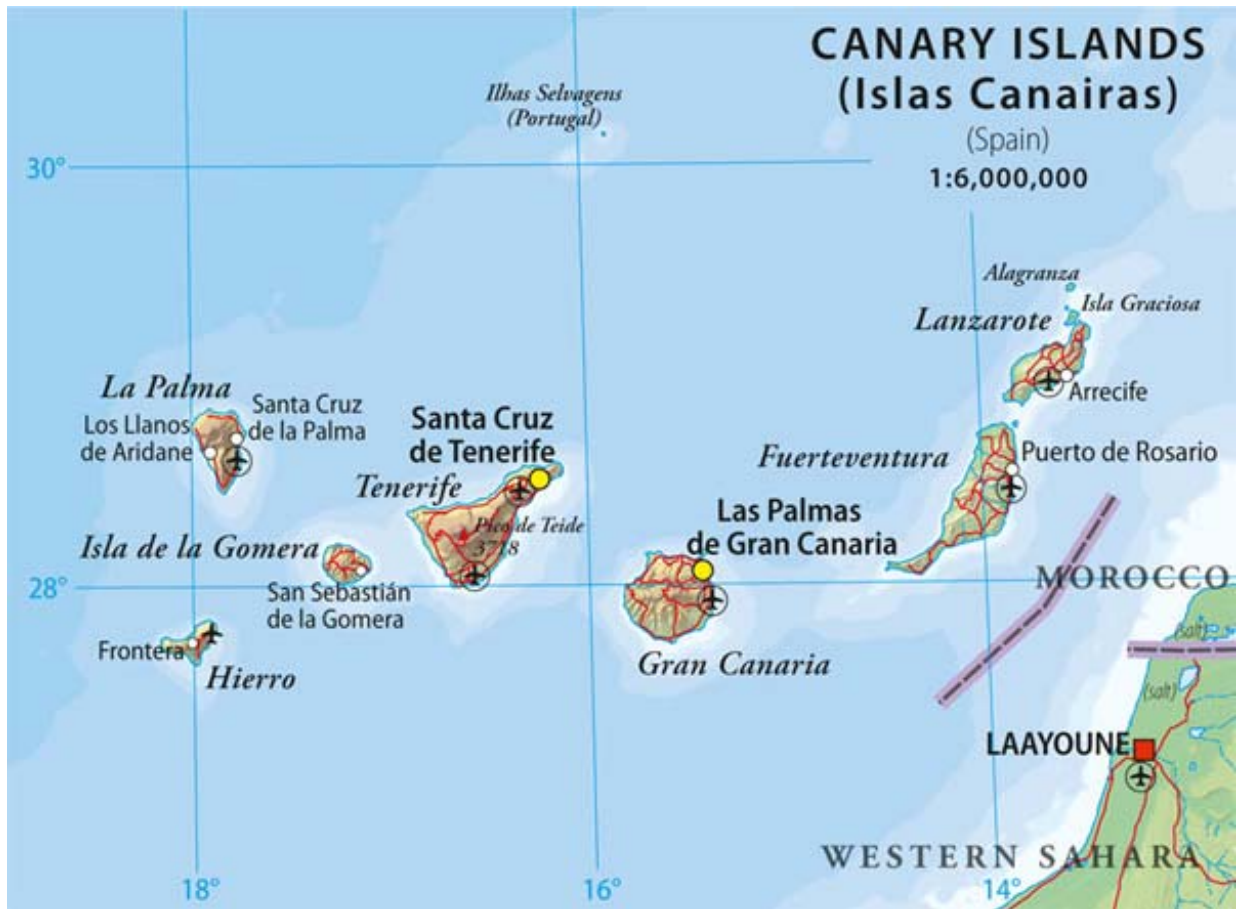 CANARY ISLANDS
(Islas Canairas)
(Spain)
1:6,000,000
Ilhas Selvagens
(Portugal)
30°
Alagranza
Isla Graciosa
Lanzarote
Arrecife
La Palma
Santa Cruz
de la Palma
Los Llanos
de Aridane
Santa Cruz
de Tenerife
Tenerife
Pico de Teide
3718
Fuerteventura
Puerto de Rosario
Las Palmas
de Gran Canaria
Isla de la Gomera
San Sebastián
de la Gomera
28°
MOROCCO
Frontera
Hierro
Gran Canaria
(salt)
(salt)
LAAYOUNE
WESTERN SAHARA
18°
16°
14°